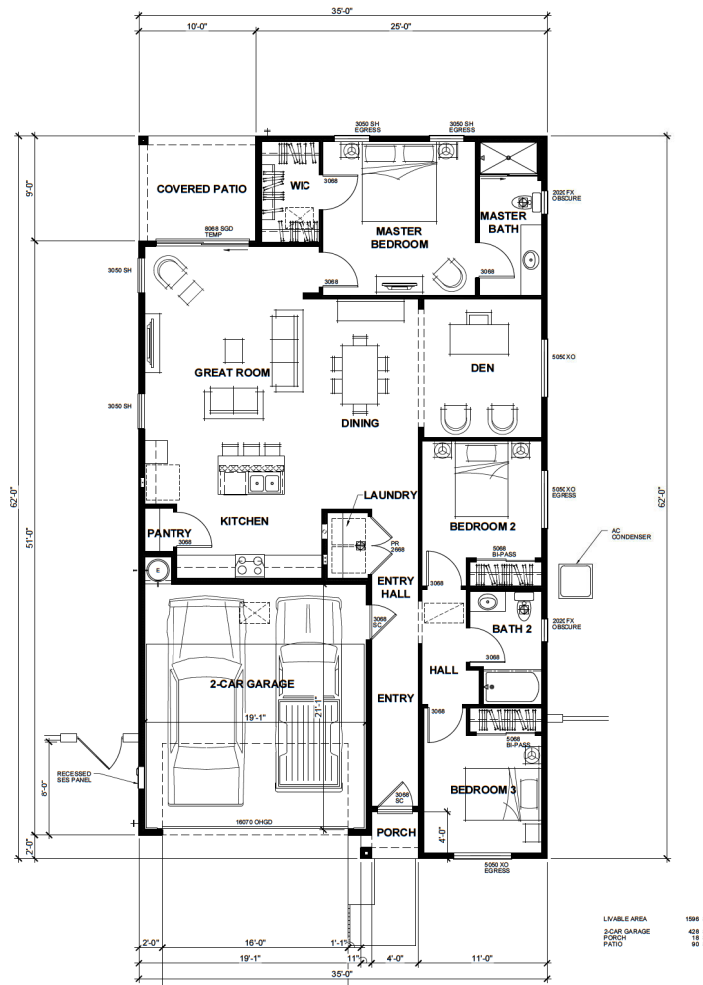 35'-0"
10'-0"
25'-0"
3050 SH
EGRESS
3050 SH
EGRESS
9'-0"
COVERED PATIO
WIC
3068
2020 FX
OBSCURE
MASTER
BATH
8068 SGD
TEMP
MASTER
BEDROOM
3068
3068
3050 SH
GREAT ROOM
DEN
5050 XO
3050 SH
DINING
62'-0"
51'-0"
62'-0"
LAUNDRY
5050 XO
EGRESS
KITCHEN
BEDROOM 2
PANTRY
3068
PR
2668
5068
BI-PASS
AC
CONDENSER
E
ENTRY
HALL
3068
3068
SC
BATH 2
2020 FX
OBSCURE
3068
HALL
2-CAR GARAGE
21'-1"
ENTRY
19'-1"
3068
5068
BI-PASS
RECESSED
SES PANEL
8'-0"
3068
SC
BEDROOM 3
16070 OHGD
PORCH
4'-0"
2'-0"
5050 XO
EGRESS
LIVABLE AREA 1596
2-CAR GARAGE 428
PORCH 18
PATIO 90
2'-0"
16'-0"
1'-1"
19'-1"
11"
4'-0"
11'-0"
35'-0"